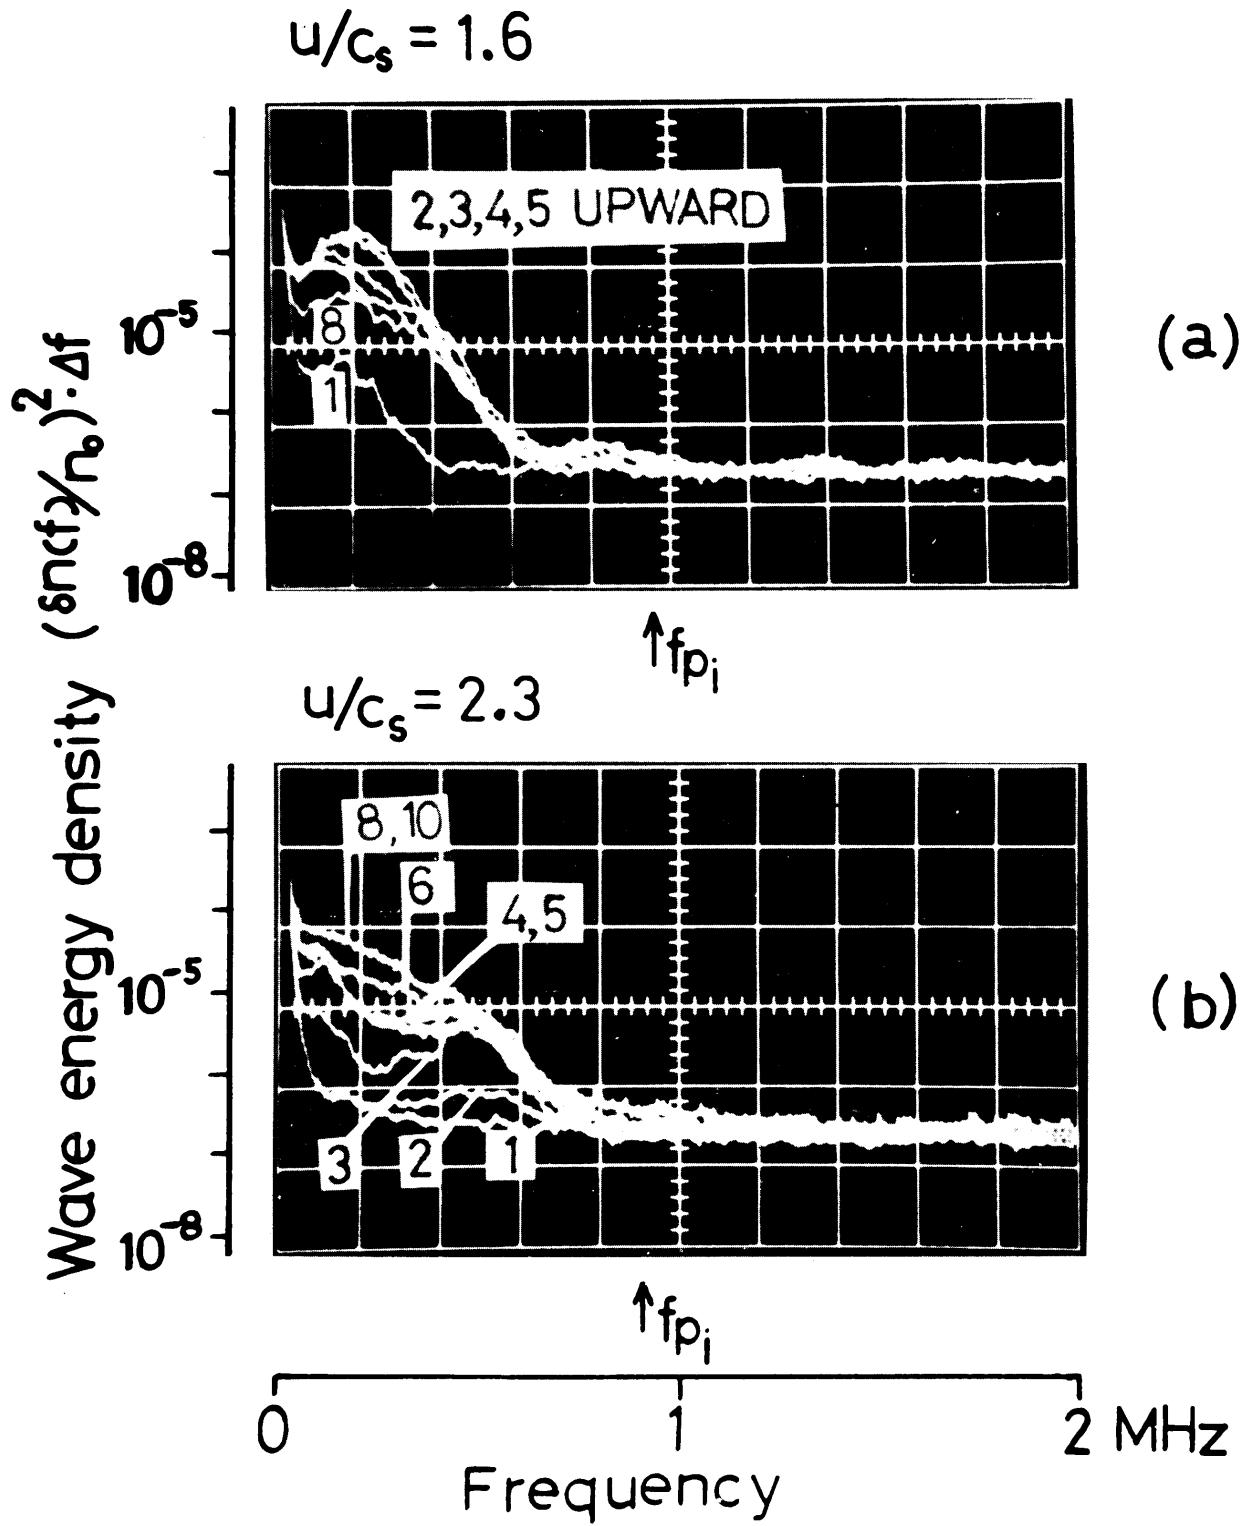 u/cₛ = 1.6
2,3,4,5 UPWARD
8
1
10⁻⁵
10⁻⁸
(a)
↑fpᵢ
Wave energy density (δn(f)/n₀)²·Δf
u/cₛ = 2.3
8,10
6
4,5
10⁻⁵
3
2
1
10⁻⁸
(b)
↑fpᵢ
0 1 2 MHz
Frequency